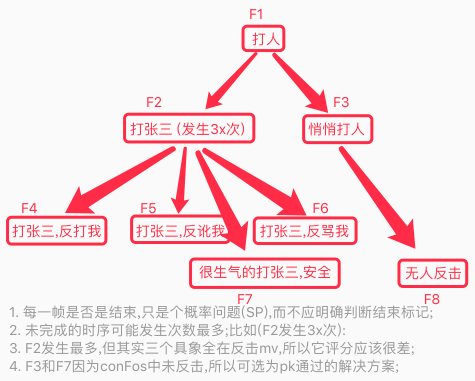 F1
打人
F2
F3
打张三 (发生3x次)
悄悄打人
F4
F5
F6
打张三,反打我
打张三,反讹我
打张三,反骂我
很生气的打张三,安全
无人反击
F7
F8
1. 每一帧是否是结束,只是个概率问题(SP),而不应明确判断结束标记;
2. 未完成的时序可能发生次数最多;比如(F2发生3x次):
3. F2发生最多,但其实三个具象全在反击mv,所以它评分应该很差;
4. F3和F7因为conFos中未反击,所以可选为pk通过的解决方案;